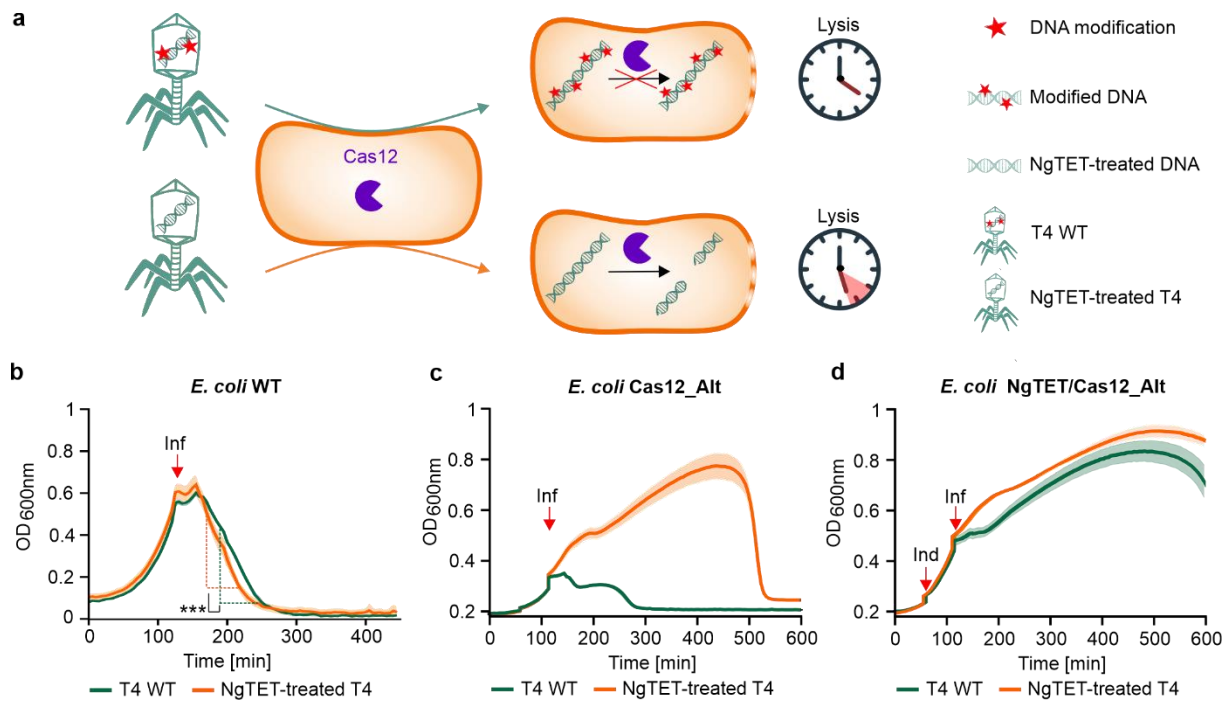 a
Cas12
Lysis
Lysis
DNA modification
Modified DNA
NgTET-treated DNA
T4 WT
NgTET-treated T4
b
E. coli WT
OD600nm
1
0.8
0.6
0.4
0.2
0
Inf
***
0 100 200 300 400
Time [min]
T4 WT NgTET-treated T4
c
E. coli Cas12_Alt
OD600nm
1
0.8
0.6
0.4
0.2
Inf
0 100 200 300 400 500 600
Time [min]
T4 WT NgTET-treated T4
d
E. coli NgTET/Cas12_Alt
OD600nm
1
0.8
0.6
0.4
0.2
Ind
Inf
0 100 200 300 400 500 600
Time [min]
T4 WT NgTET-treated T4